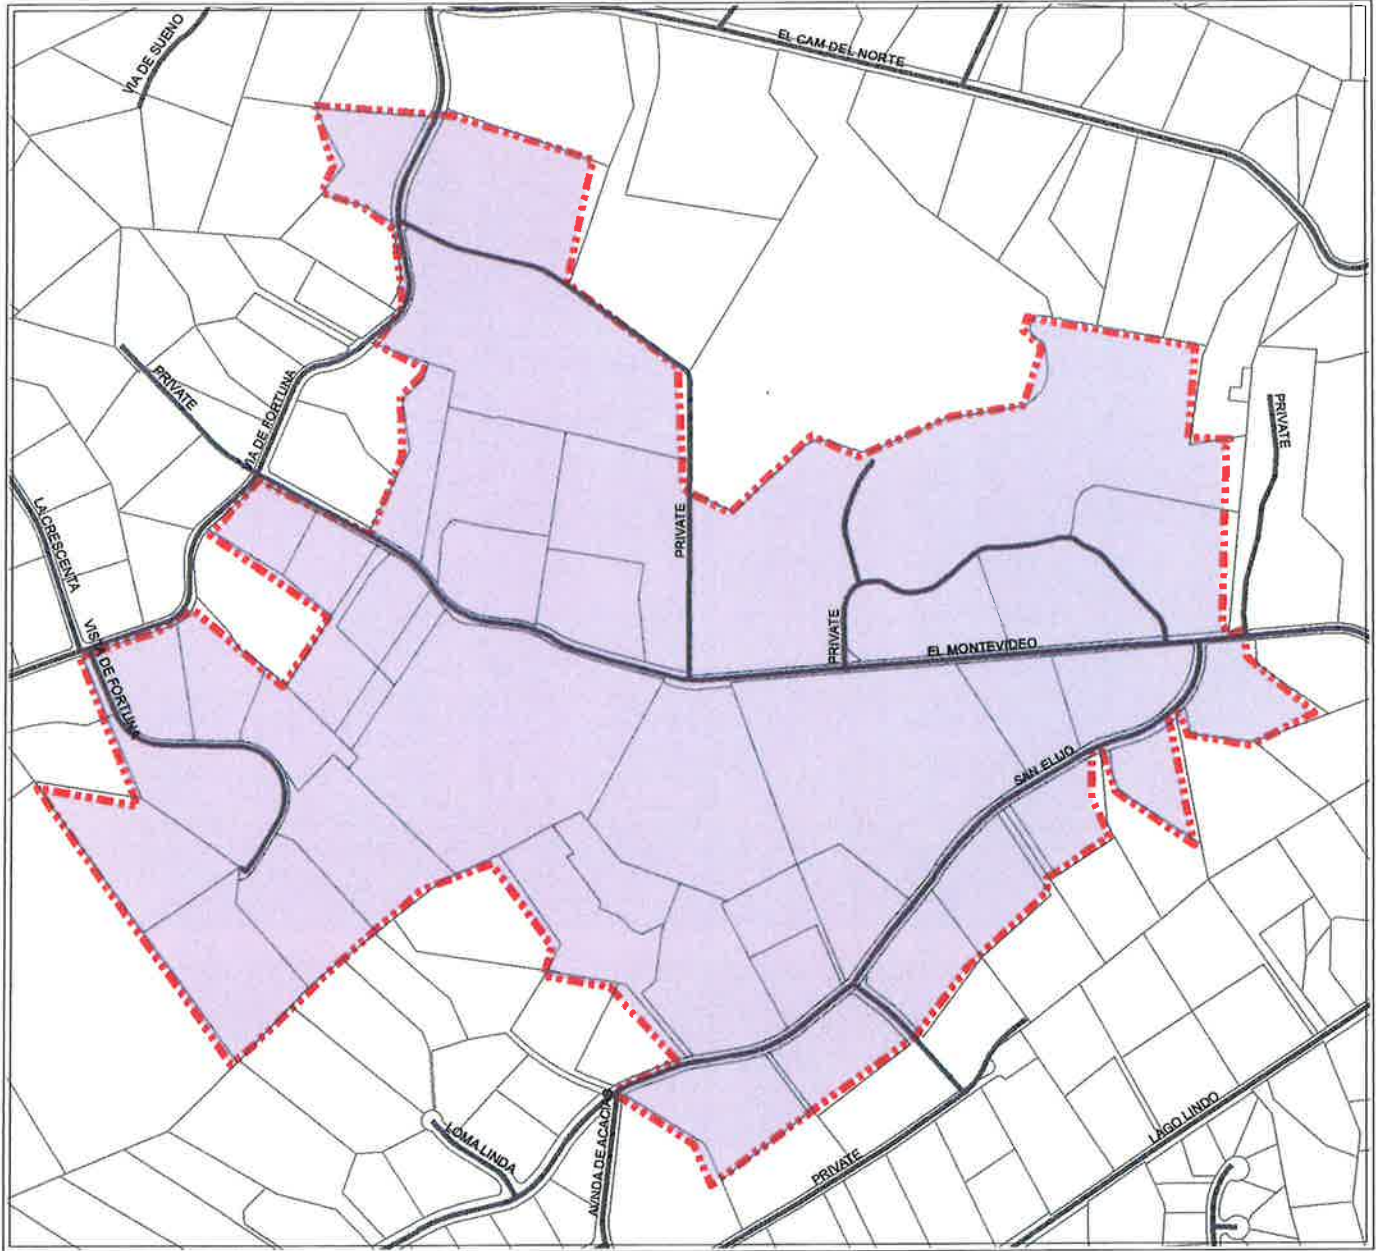 VIA DE SUENO
EL CAM DEL NORTE
PRIVATE
VIA DE FORTUNA
PRIVATE
LA CRESCENTA
PRIVATE
VISTA DE FORTUNA
PRIVATE
EL MONTEVIDEO
SAN ELIJO
LOMA LINDA
AVNDA DE ACACIAS
PRIVATE
LAGO LINDO